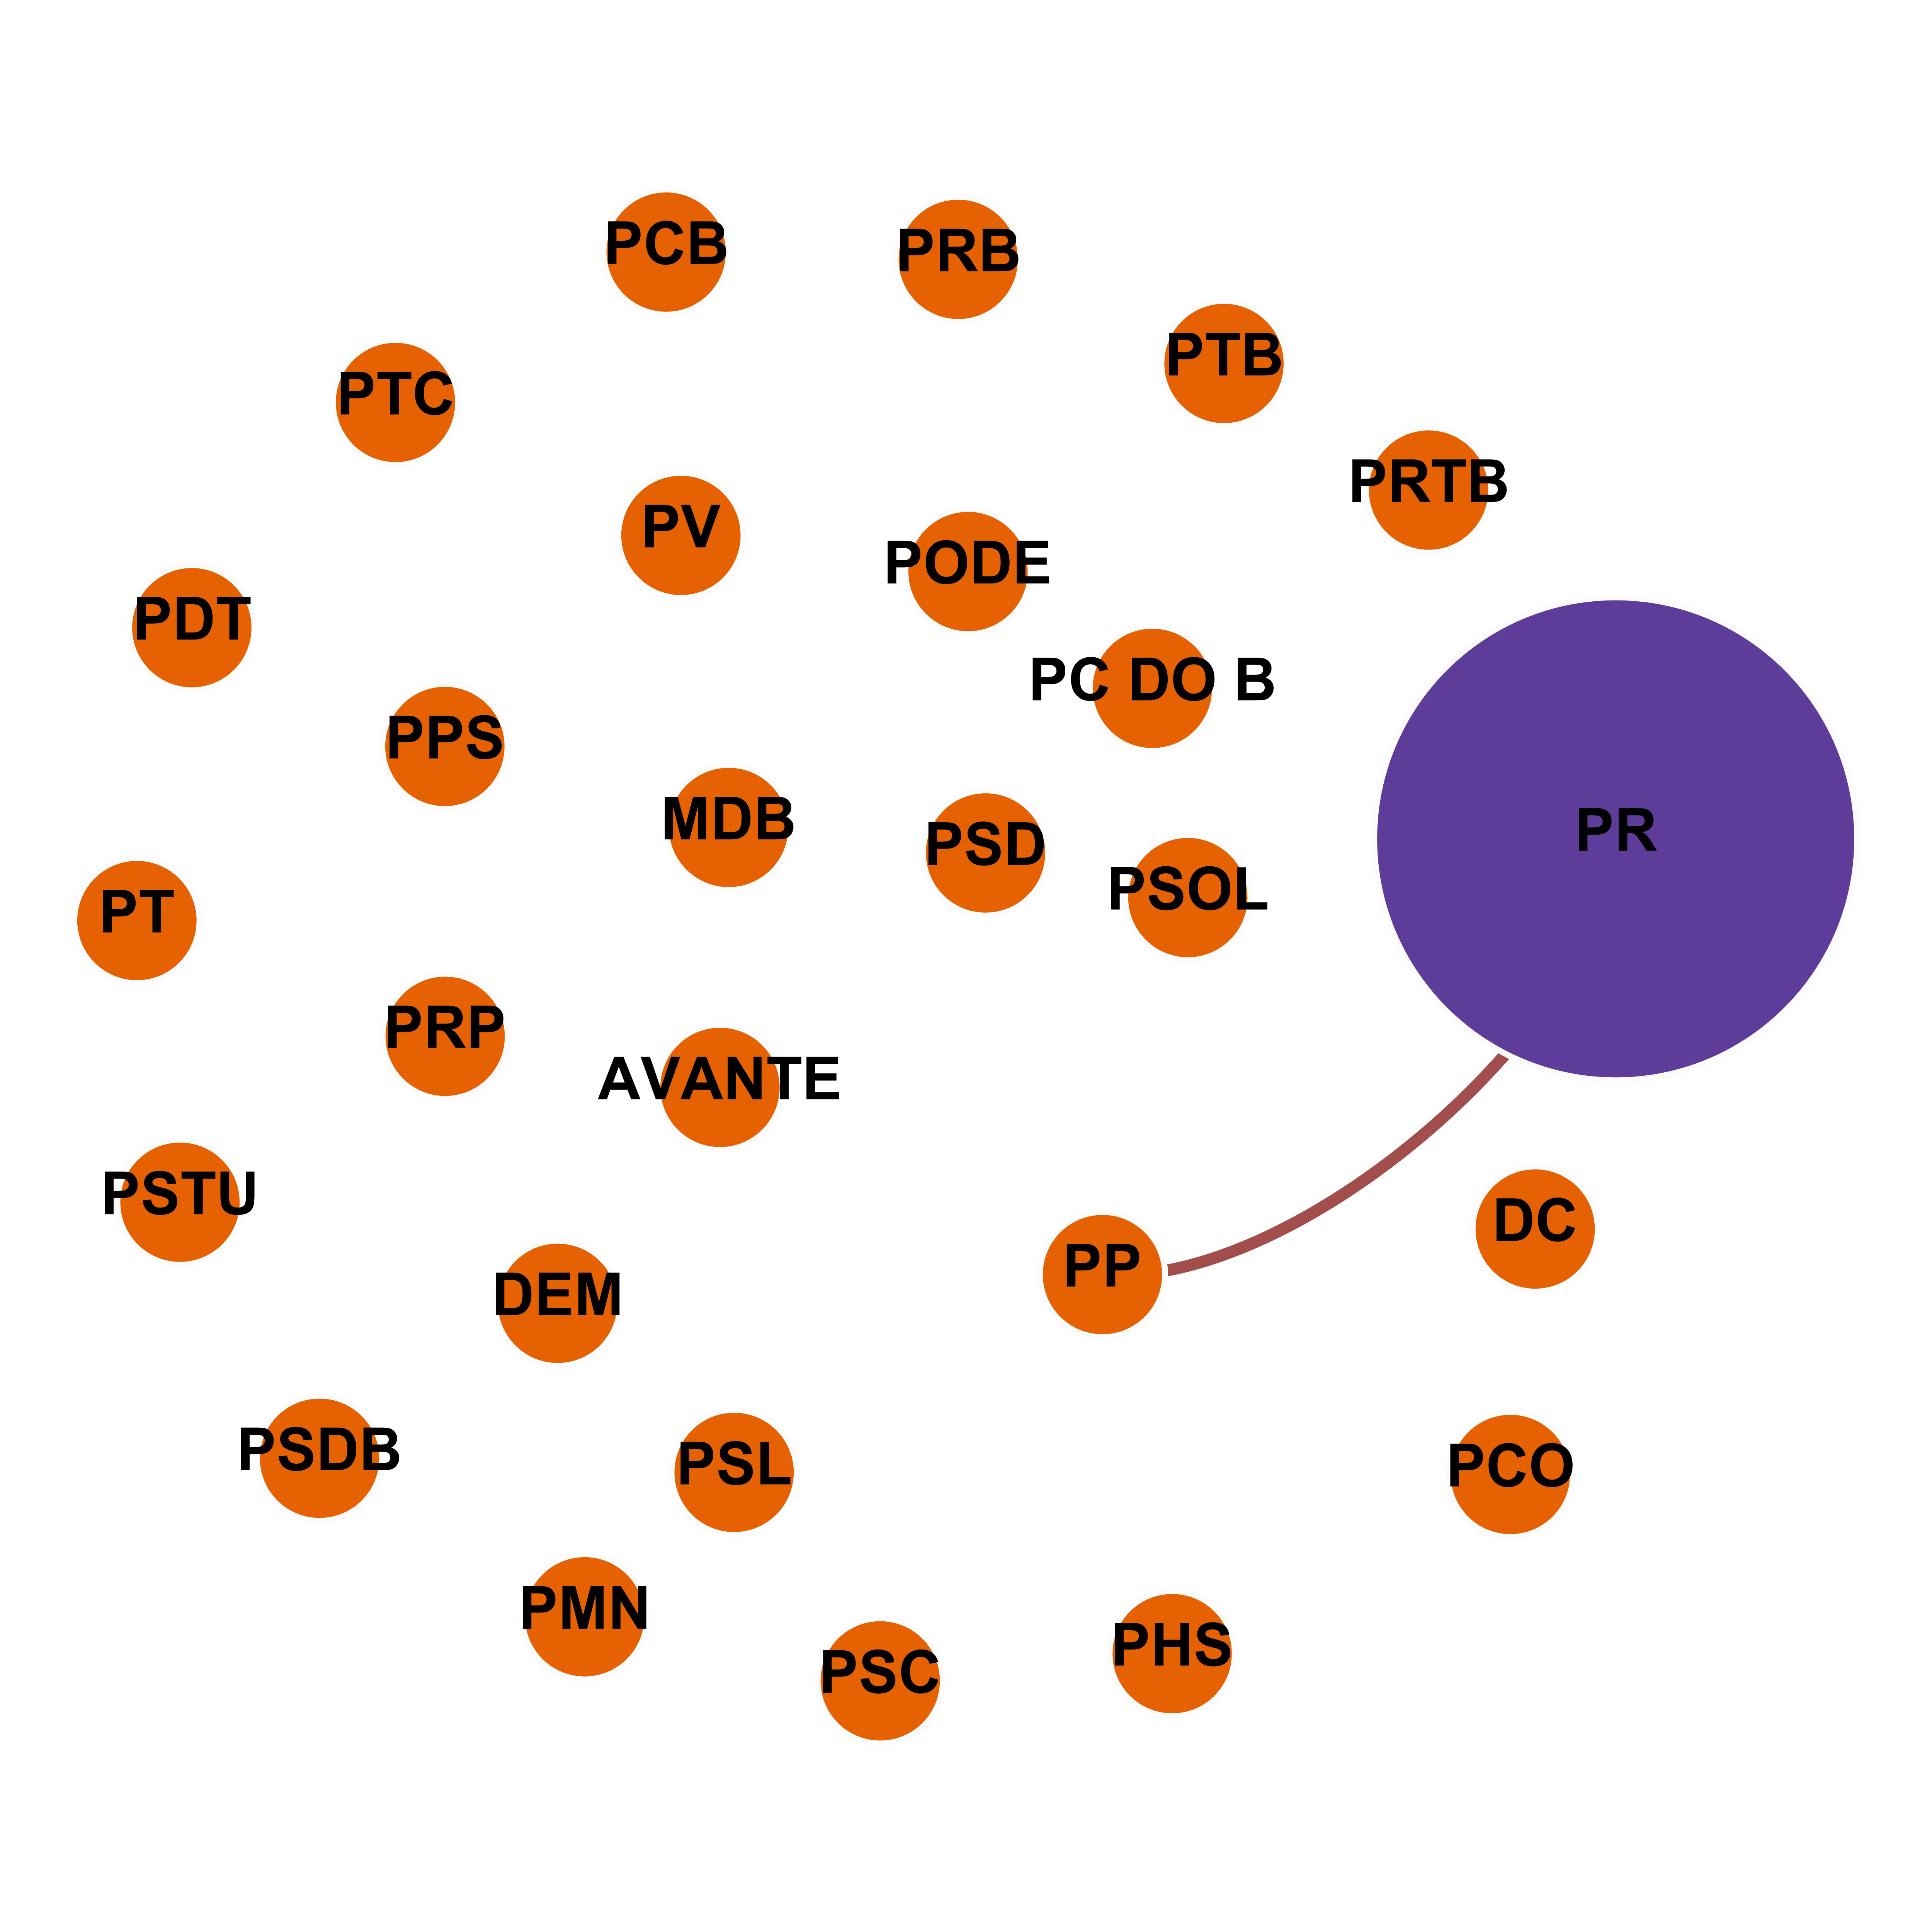 PCB
PRB
PTB
PTC
PRTB
PV
PODE
PDT
PC DO B
PPS
MDB
PR
PSD
PSOL
PT
PRP
AVANTE
PSTU
DC
PP
DEM
PSDB
PSL
PCO
PMN
PHS
PSC